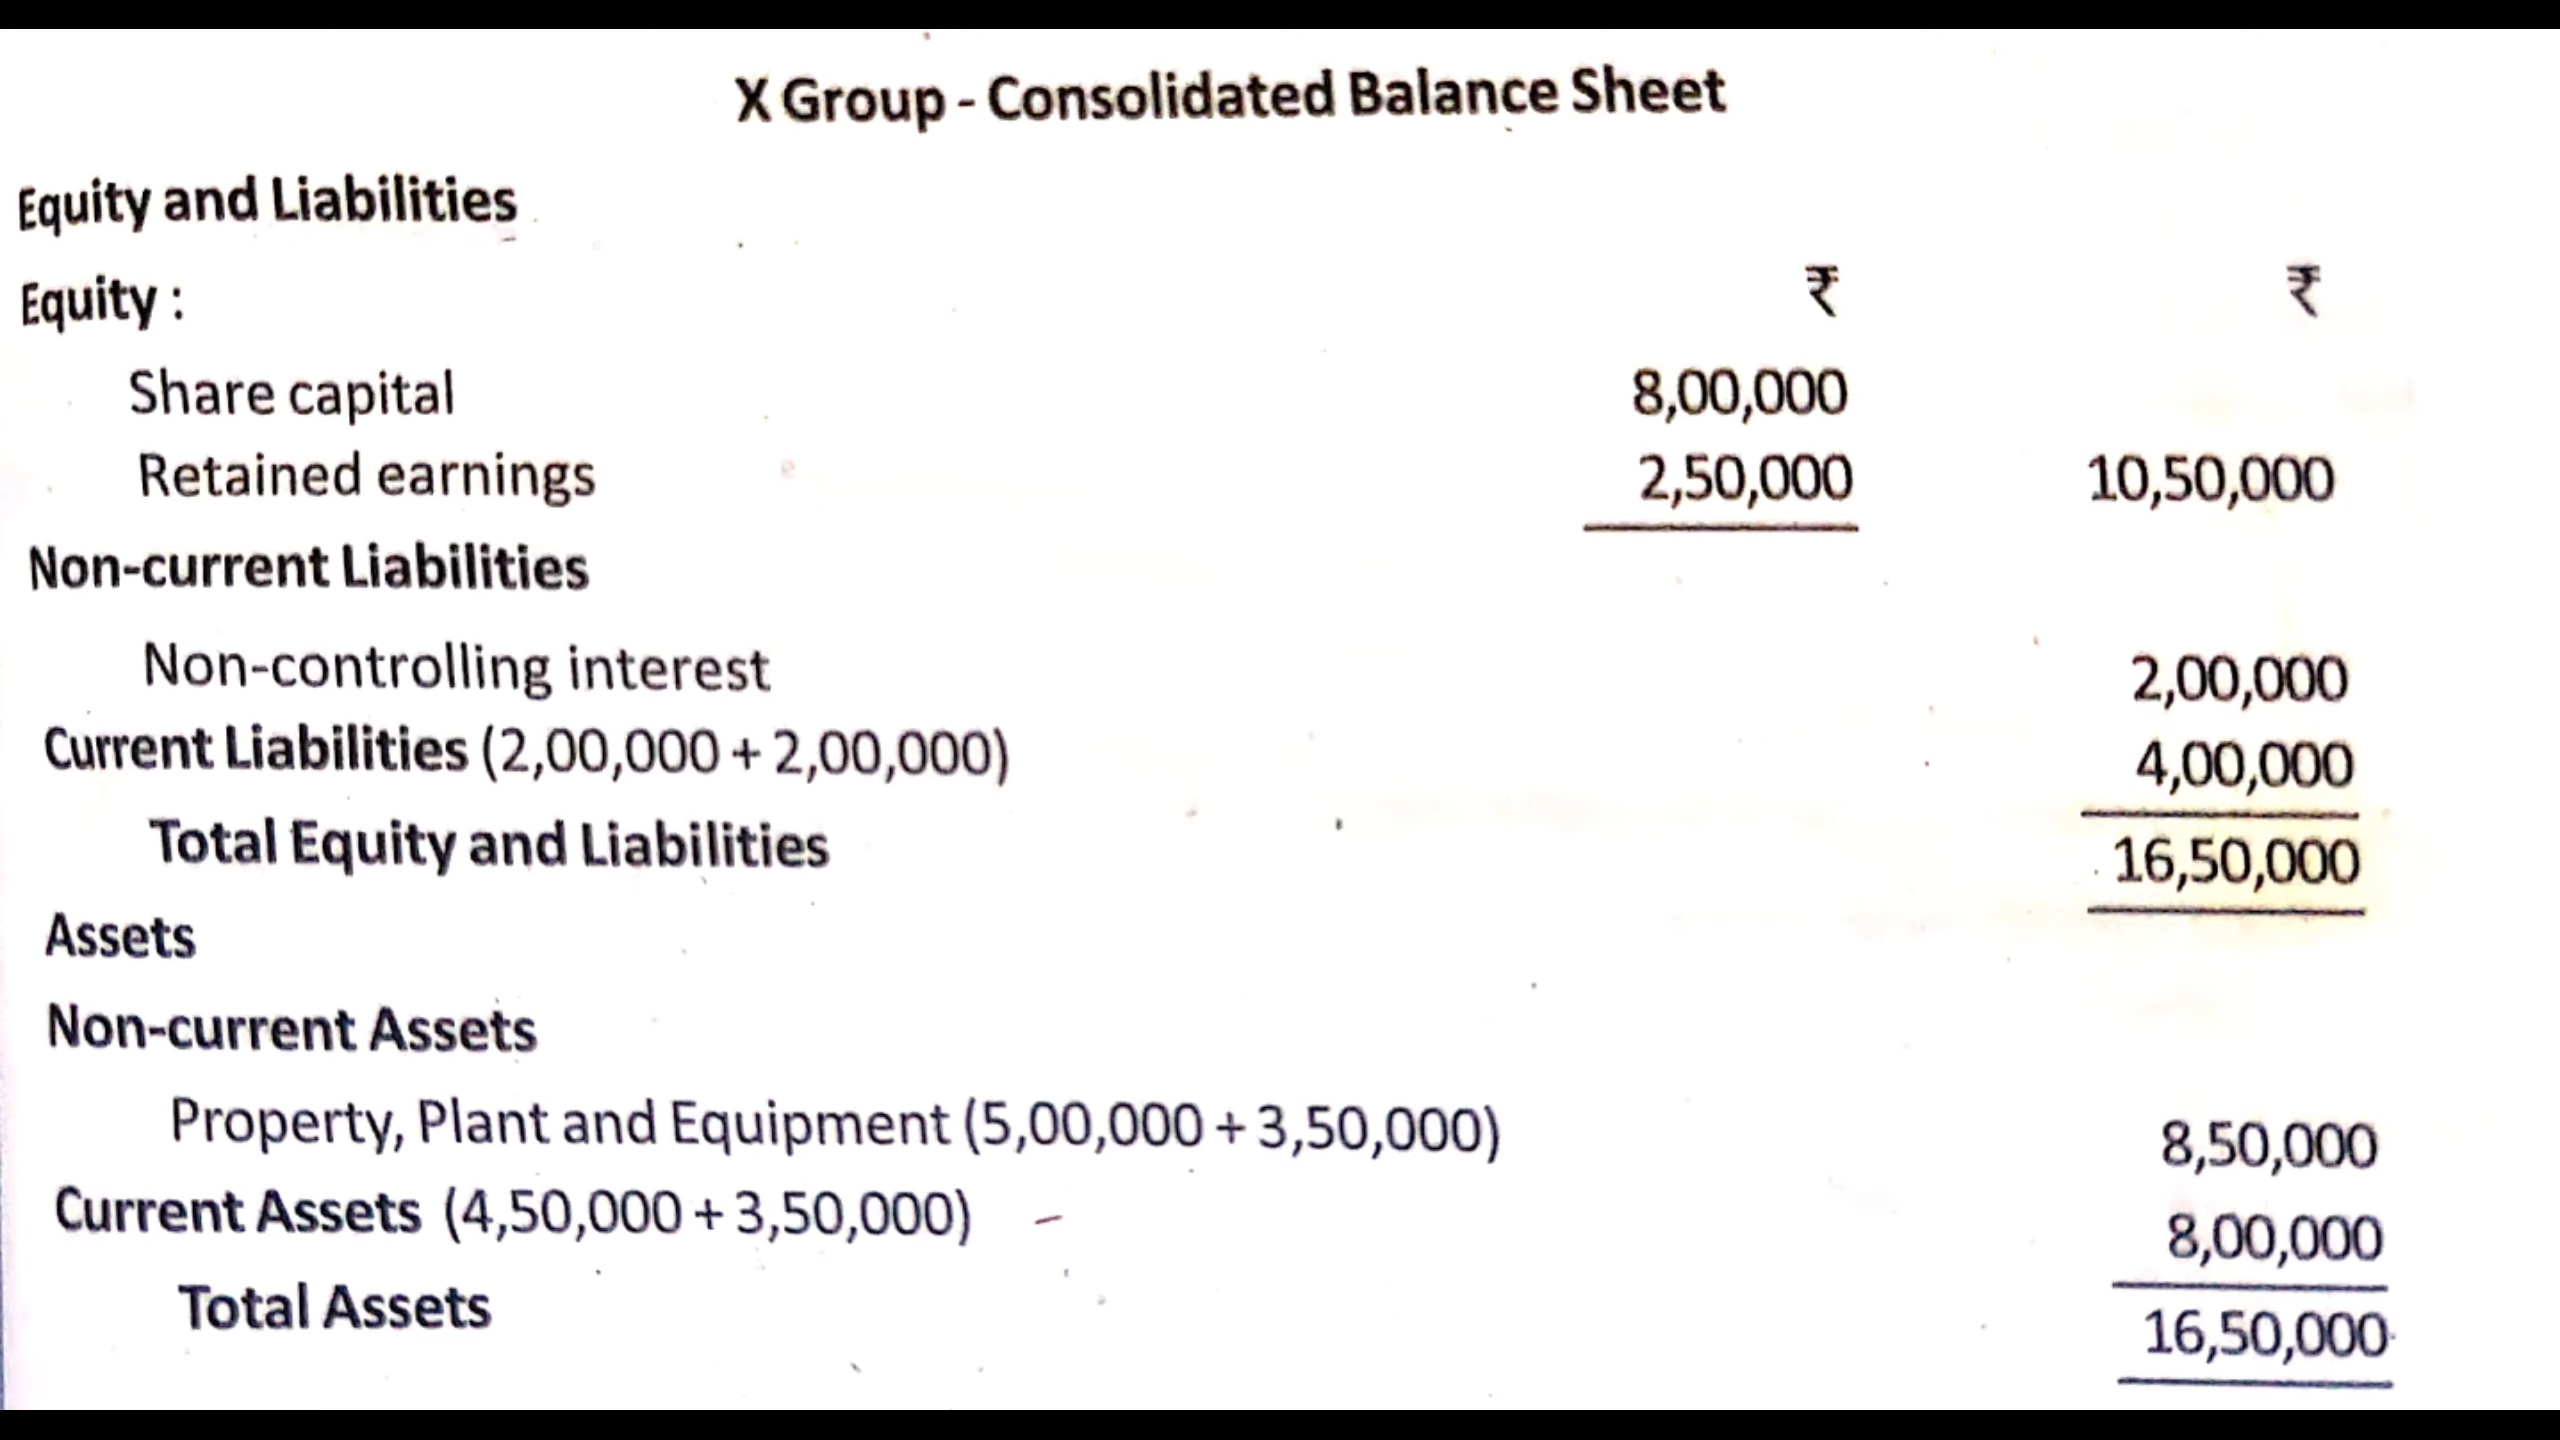 X Group - Consolidated Balance Sheet
Equity and Liabilities
Equity : ₹ ₹
Share capital 8,00,000
Retained earnings 2,50,000 10,50,000
Non-current Liabilities
Non-controlling interest 2,00,000
Current Liabilities (2,00,000 + 2,00,000) 4,00,000
Total Equity and Liabilities 16,50,000
Assets
Non-current Assets
Property, Plant and Equipment (5,00,000 + 3,50,000) 8,50,000
Current Assets (4,50,000 + 3,50,000) 8,00,000
Total Assets 16,50,000